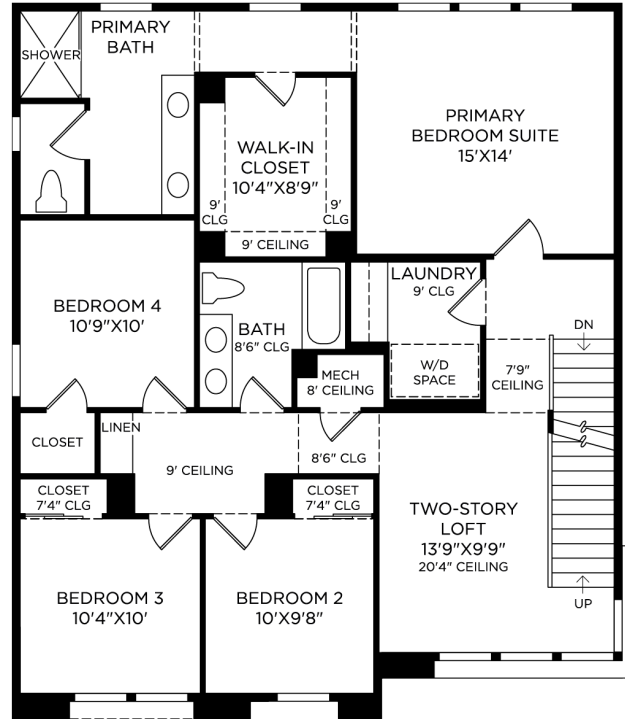 PRIMARY
BATH
SHOWER
PRIMARY
BEDROOM SUITE
15'X14'
WALK-IN
CLOSET
10'4"X8'9"
9'
CLG
9'
CLG
9' CEILING
BEDROOM 4
10'9"X10'
BATH
8'6" CLG
LAUNDRY
9' CLG
W/D
SPACE
MECH
8' CEILING
7'9"
CEILING
DN
CLOSET
LINEN
9' CEILING
8'6" CLG
CLOSET
7'4" CLG
CLOSET
7'4" CLG
TWO-STORY
LOFT
13'9"X9'9"
20'4" CEILING
UP
BEDROOM 3
10'4"X10'
BEDROOM 2
10'X9'8"